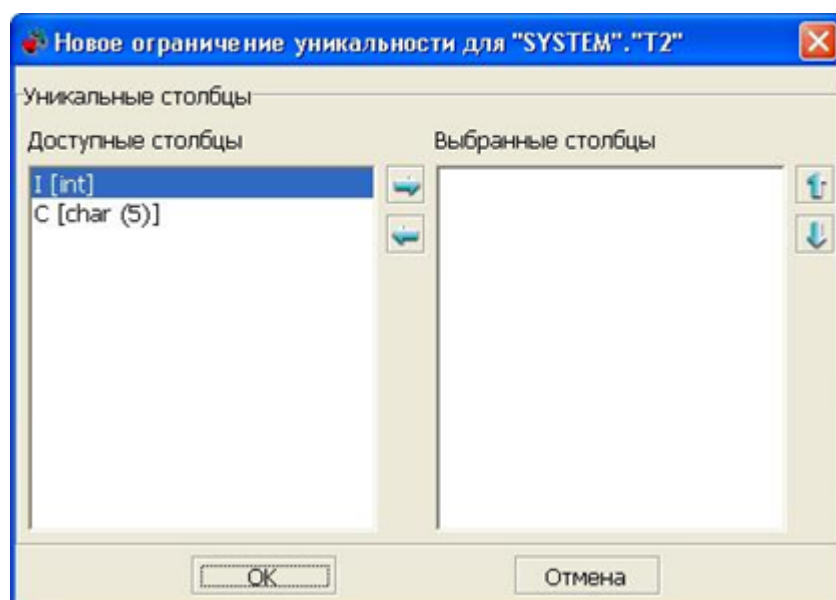 Новое ограничение уникальности для "SYSTEM"."T2"
Уникальные столбцы
Доступные столбцы
Выбранные столбцы
I [int]
C [char (5)]
OK
Отмена